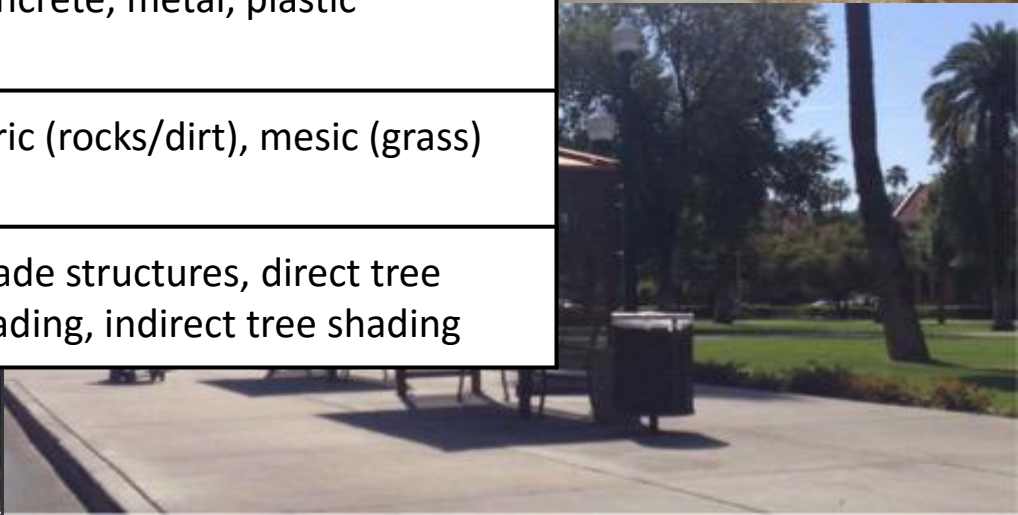 ncrete, metal, plastic
ric (rocks/dirt), mesic (grass)
ade structures, direct tree
ading, indirect tree shading